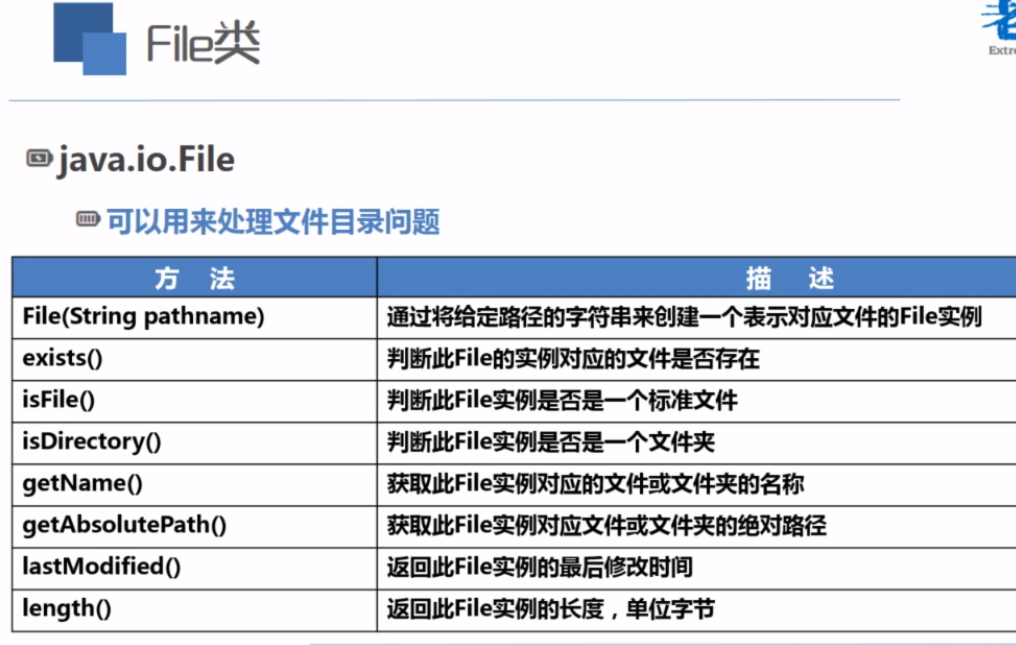 File类
Extre
java.io.File
可以用来处理文件目录问题
方 法 描 述
File(String pathname) 通过将给定路径的字符串来创建一个表示对应文件的File实例
exists() 判断此File的实例对应的文件是否存在
isFile() 判断此File实例是否是一个标准文件
isDirectory() 判断此File实例是否是一个文件夹
getName() 获取此File实例对应的文件或文件夹的名称
getAbsolutePath() 获取此File实例对应文件或文件夹的绝对路径
lastModified() 返回此File实例的最后修改时间
length() 返回此File实例的长度，单位字节